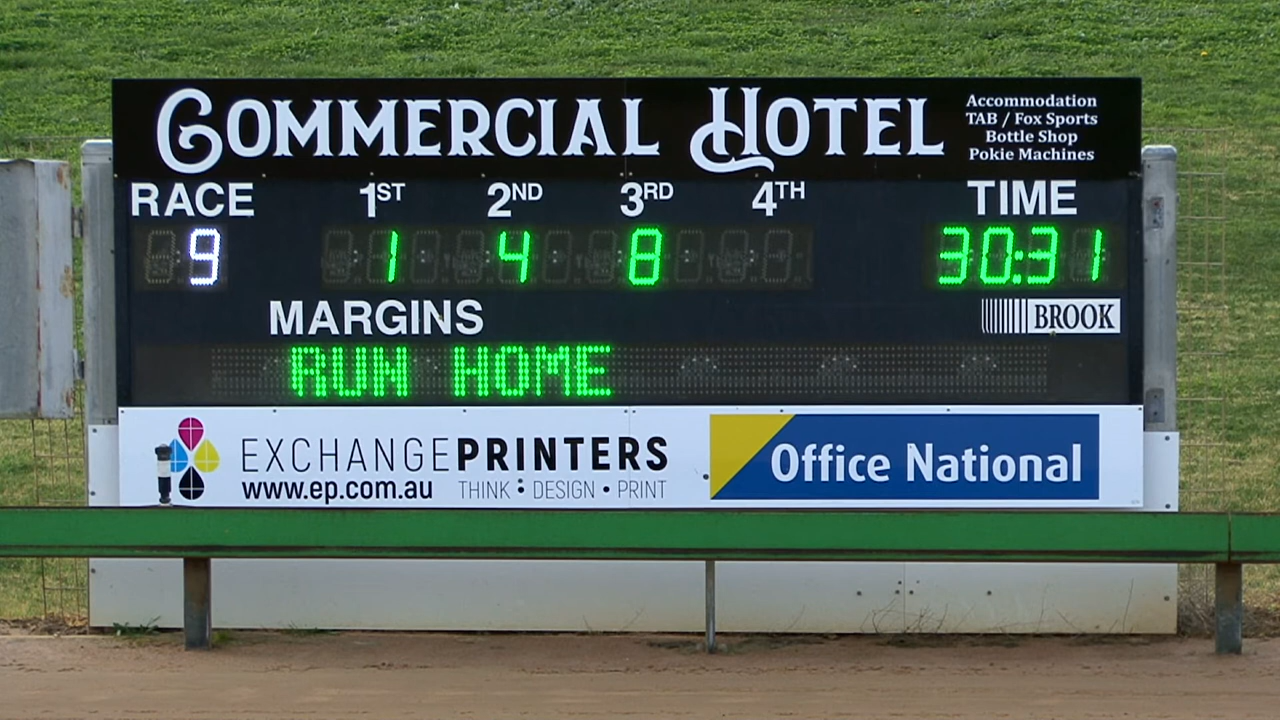 COMMERCIAL HOTEL
Accommodation
TAB / Fox Sports
Bottle Shop
Pokie Machines
RACE 1ST 2ND 3RD 4TH TIME
9 1 4 8 30:31
MARGINS
BROOK
RUN HOME
EXCHANGEPRINTERS
www.ep.com.au THINK • DESIGN • PRINT
Office National